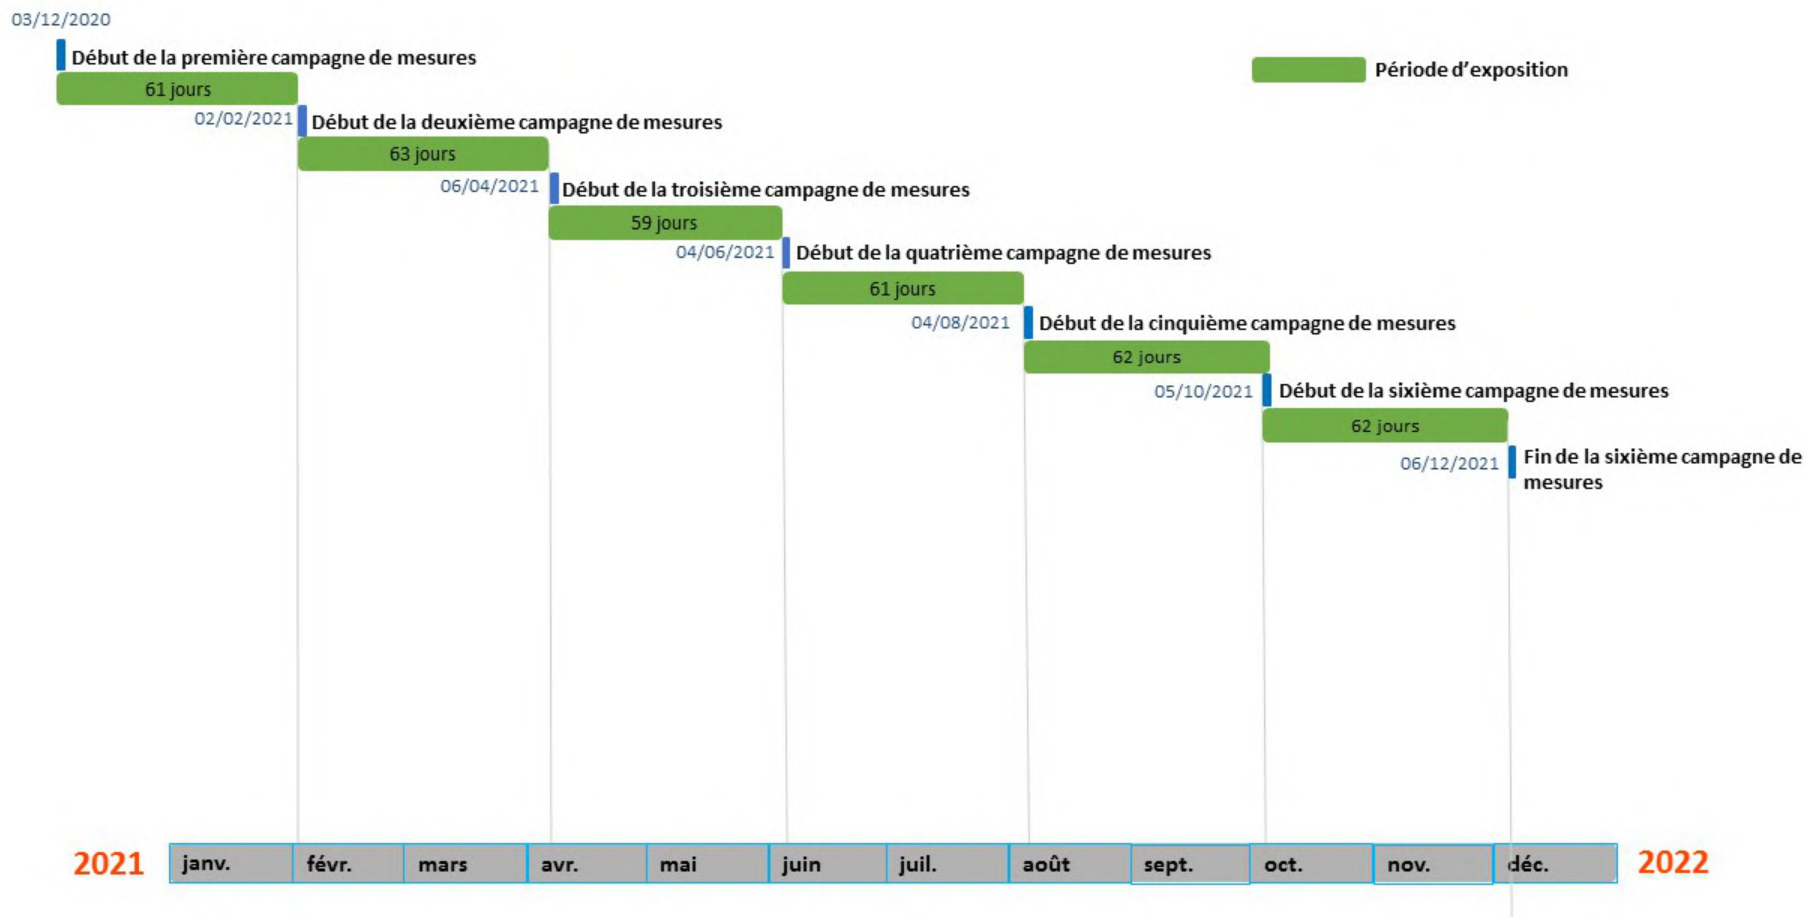 03/12/2020
Début de la première campagne de mesures
Période d'exposition
61 jours
02/02/2021
Début de la deuxième campagne de mesures
63 jours
06/04/2021
Début de la troisième campagne de mesures
59 jours
04/06/2021
Début de la quatrième campagne de mesures
61 jours
04/08/2021
Début de la cinquième campagne de mesures
62 jours
05/10/2021
Début de la sixième campagne de mesures
62 jours
06/12/2021
Fin de la sixième campagne de
mesures
2021 janv. févr. mars avr. mai juin juil. août sept. oct. nov. déc. 2022